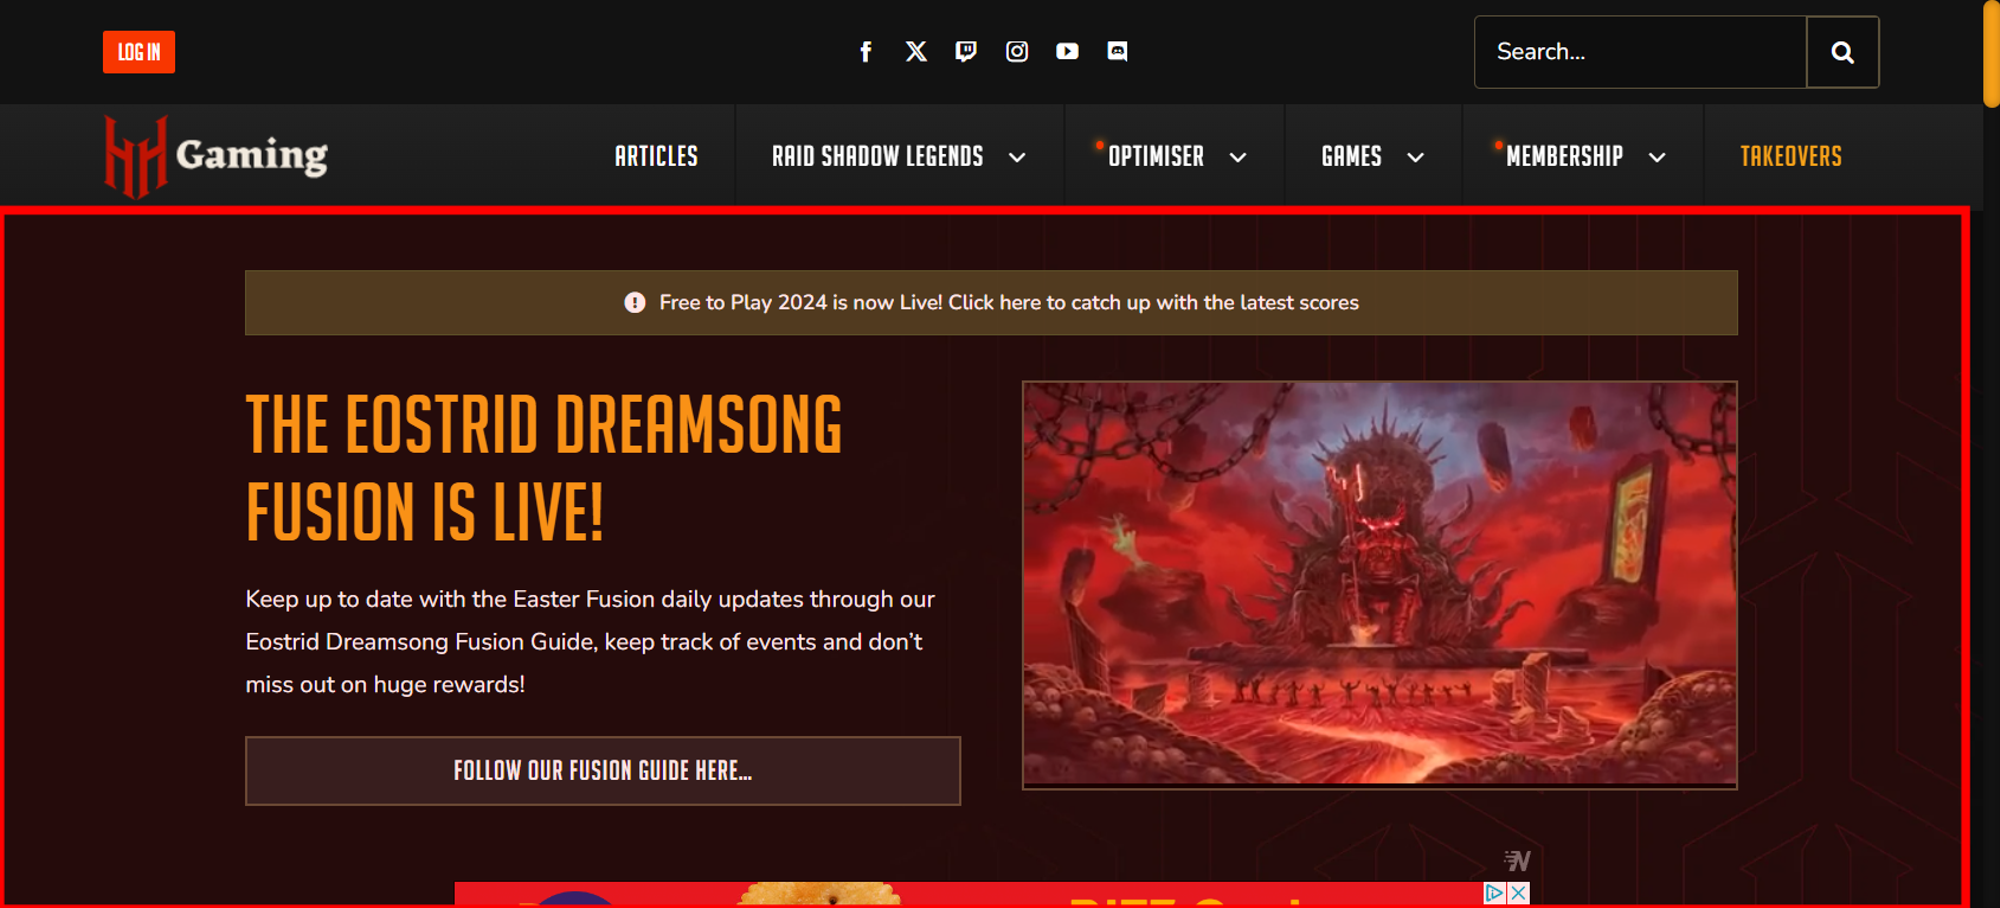 LOG IN
Search...
Gaming
ARTICLES
RAID SHADOW LEGENDS
OPTIMISER
GAMES
MEMBERSHIP
TAKEOVERS
Free to Play 2024 is now Live! Click here to catch up with the latest scores
THE EOSTRID DREAMSONG
FUSION IS LIVE!
Keep up to date with the Easter Fusion daily updates through our
Eostrid Dreamsong Fusion Guide, keep track of events and don’t
miss out on huge rewards!
FOLLOW OUR FUSION GUIDE HERE...